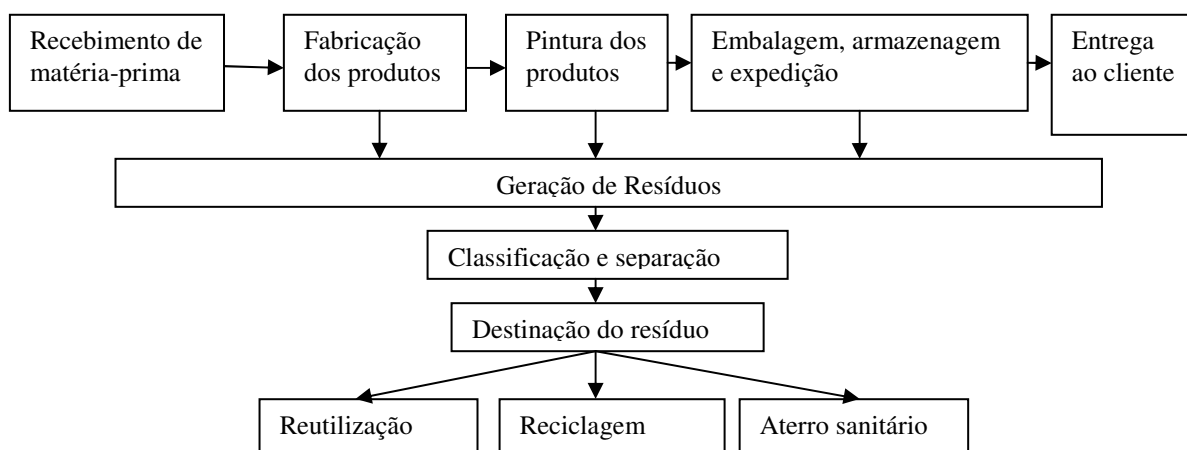 Recebimento de
matéria-prima
Fabricação
dos produtos
Pintura dos
produtos
Embalagem, armazenagem
e expedição
Entrega
ao cliente
Geração de Resíduos
Classificação e separação
Destinação do resíduo
Reutilização
Reciclagem
Aterro sanitário